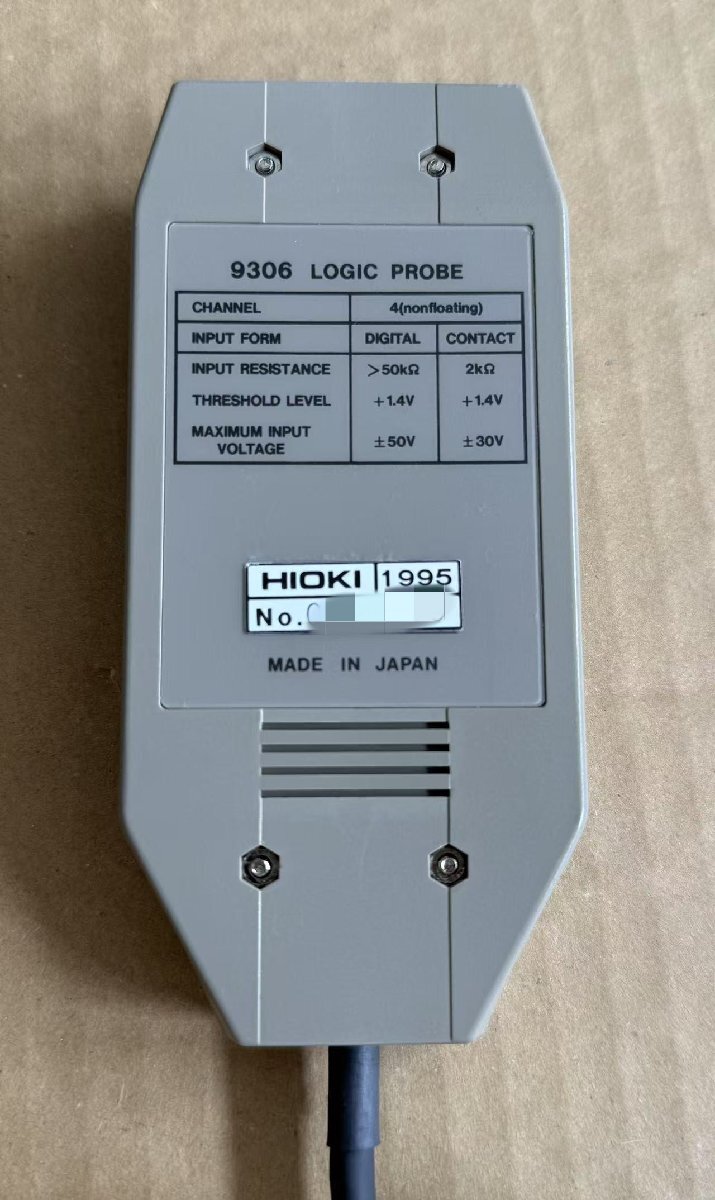 9306 LOGIC PROBE
CHANNEL 4(nonfloating)
INPUT FORM DIGITAL CONTACT
INPUT RESISTANCE >50kΩ 2kΩ
THRESHOLD LEVEL +1.4V +1.4V
MAXIMUM INPUT
VOLTAGE ±50V ±30V
HIOKI 1995
No.
MADE IN JAPAN